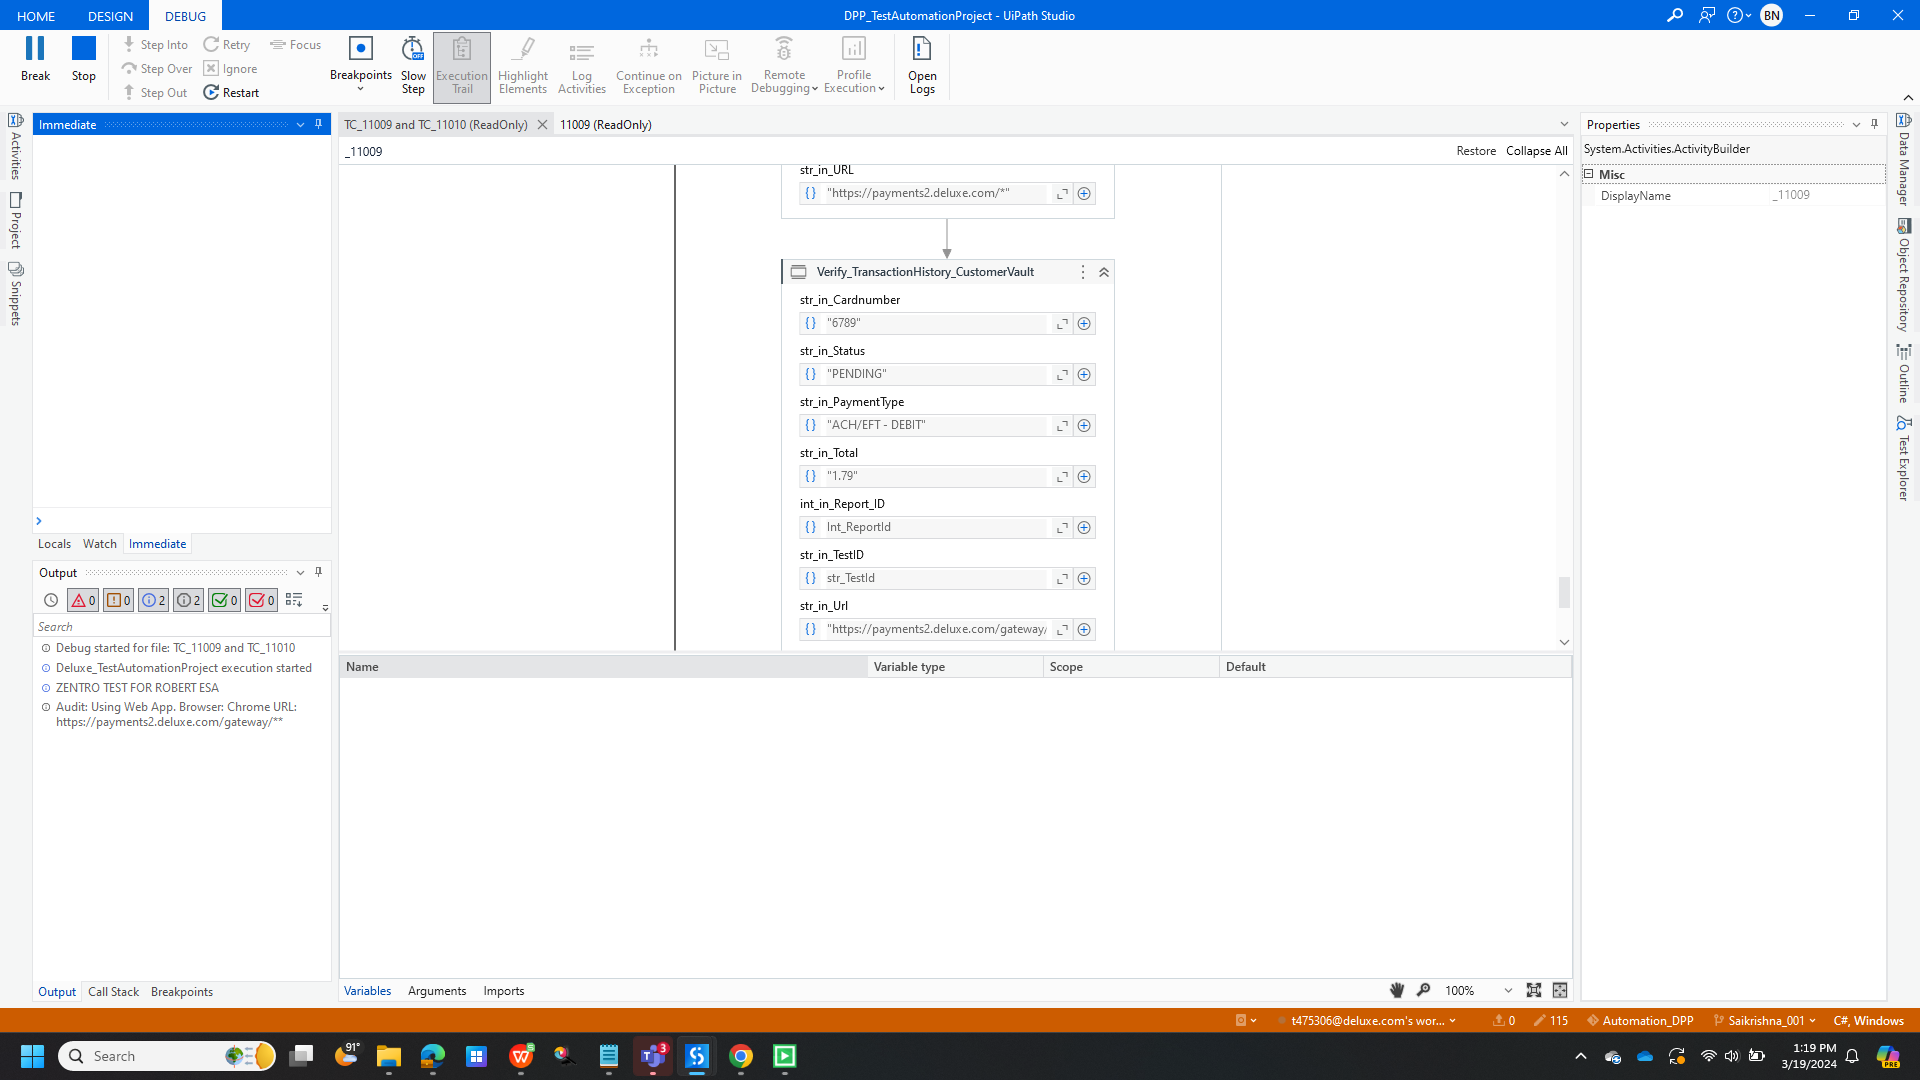 HOME DESIGN DEBUG
DPP_TestAutomationProject - UiPath Studio
BN
Break
Stop
Step Into
Step Over
Step Out
Retry
Ignore
Restart
Focus
Breakpoints
Slow Step
Execution Trail
Highlight Elements
Log Activities
Continue on Exception
Picture in Picture
Remote Debugging
Profile Execution
Open Logs
Activities
Project
Snippets
Immediate
Locals Watch Immediate
Output
0 0 2 2 0 0
Search
Debug started for file: TC_11009 and TC_11010
Deluxe_TestAutomationProject execution started
ZENTRO TEST FOR ROBERT ESA
Audit: Using Web App. Browser: Chrome URL:
https://payments2.deluxe.com/gateway/**
Output Call Stack Breakpoints
TC_11009 and TC_11010 (ReadOnly) 11009 (ReadOnly)
_11009
Restore Collapse All
str_in_URL
"https://payments2.deluxe.com/*"
Verify_TransactionHistory_CustomerVault
str_in_Cardnumber
"6789"
str_in_Status
"PENDING"
str_in_PaymentType
"ACH/EFT - DEBIT"
str_in_Total
"1.79"
int_in_Report_ID
Int_ReportId
str_in_TestID
str_TestId
str_in_Url
"https://payments2.deluxe.com/gateway/
Name Variable type Scope Default
Variables Arguments Imports
100%
Properties
System.Activities.ActivityBuilder
Misc
DisplayName _11009
Data Manager
Object Repository
Outline
Test Explorer
t475306@deluxe.com's wor... 0 115 Automation_DPP Saikrishna_001 C#, Windows
91°
Search
3
1:19 PM
3/19/2024
PRE